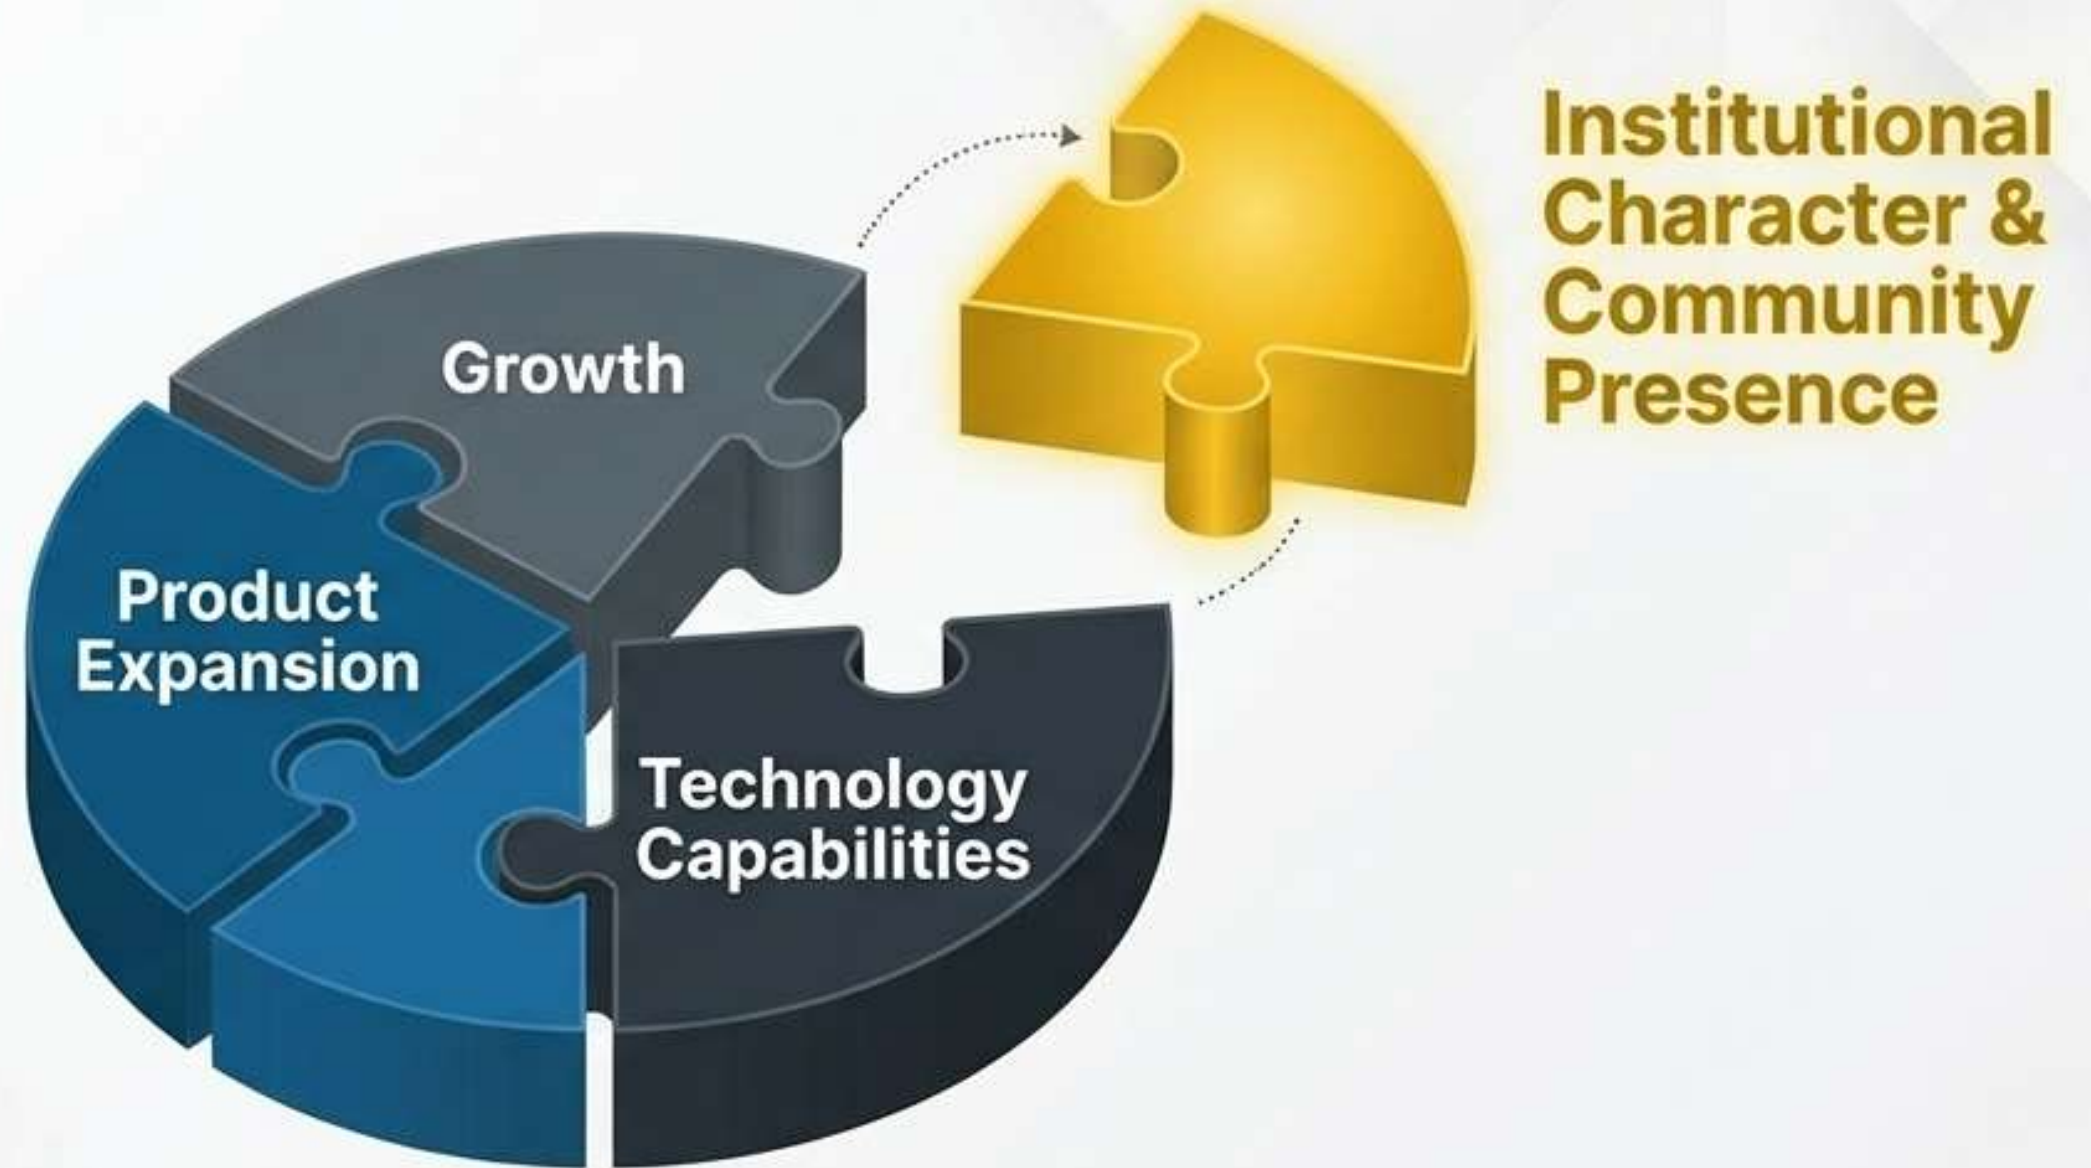 Institutional
Character &
Community
Presence
Growth
Product
Expansion
Technology
Capabilities